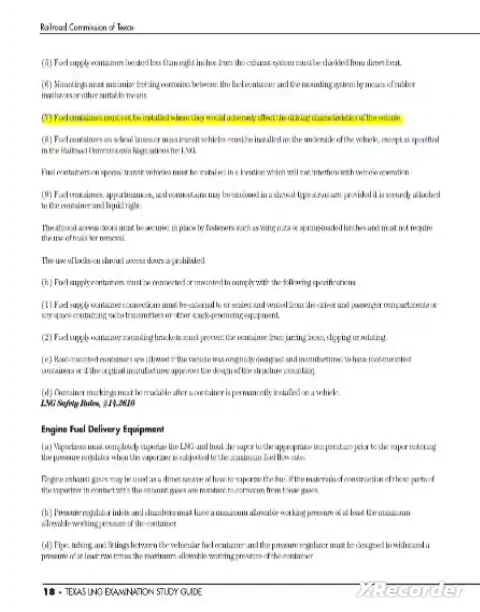 Railroad Commission of Texas
(5) Fuel supply containers located less than eight inches from the exhaust system must be shielded from direct heat.
(6) Mountings must minimize fretting corrosion between the fuel container and the mounting system by means of rubber
insulators or other suitable means.
(7) Fuel containers must not be installed where they would adversely affect the driving characteristics of the vehicle.
(8) Fuel containers on school buses or mass transit vehicles must be installed on the underside of the vehicle, except as specified
in the Railroad Commission's Regulations for LNG.
Fuel containers on special transit vehicles must be installed in a location which will not interfere with vehicle operation.
(9) Fuel containers, appurtenances, and connections may be enclosed in a shroud-type structure, provided it is securely attached
to the container and liquid tight.
The shroud access doors must be secured in place by fasteners such as wing nuts or spring-loaded latches and must not require
the use of tools for removal.
The use of locks on shroud access doors is prohibited.
(b) Fuel supply containers must be connected or mounted to comply with the following specifications.
(1) Fuel supply container connections must be external to or sealed and vented from the driver and passenger compartments or
any space containing radio transmitters or other spark-producing equipment.
(2) Fuel supply container mounting brackets must prevent the container from jarring loose, slipping or rotating.
(c) Roof-mounted containers are allowed if the vehicle was originally designed and manufactured to have roof-mounted
containers or if the original manufacturer approves the design of the structure mounting.
(d) Container markings must be readable after a container is permanently installed on a vehicle.
LNG Safety Rules, §14.2610
Engine Fuel Delivery Equipment
(a) Vaporizers must completely vaporize the LNG and heat the vapor to the appropriate temperature prior to the vapor entering
the pressure regulator when the vaporizer is subjected to the maximum fuel flow rate.
Engine exhaust gases may be used as a direct source of heat to vaporize the fuel if the materials of construction of those parts of
the vaporizer in contact with the exhaust gases are resistant to corrosion from these gases.
(b) Pressure regulator inlets and chambers must have a maximum allowable working pressure of at least the maximum
allowable working pressure of the container.
(d) Pipe, tubing, and fittings between the vehicular fuel container and the pressure regulator must be designed to withstand a
pressure of at least two times the maximum allowable working pressure of the container.
18 - TEXAS LNG EXAMINATION STUDY GUIDE
XRecorder